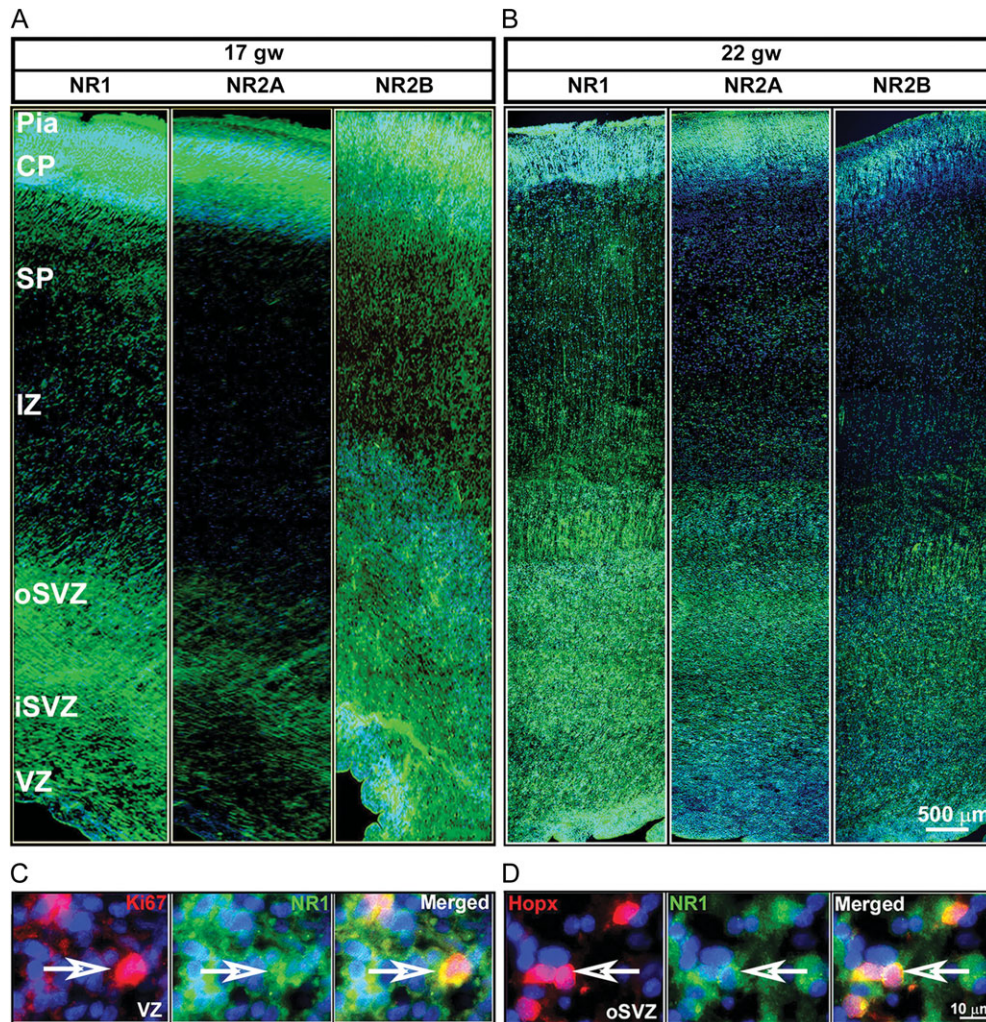 A
17 gw
NR1 NR2A NR2B
Pia
CP
SP
IZ
oSVZ
iSVZ
VZ
B
22 gw
NR1 NR2A NR2B
500 μm
C
Ki67 NR1 Merged
VZ
D
Hopx NR1 Merged
oSVZ 10 μm